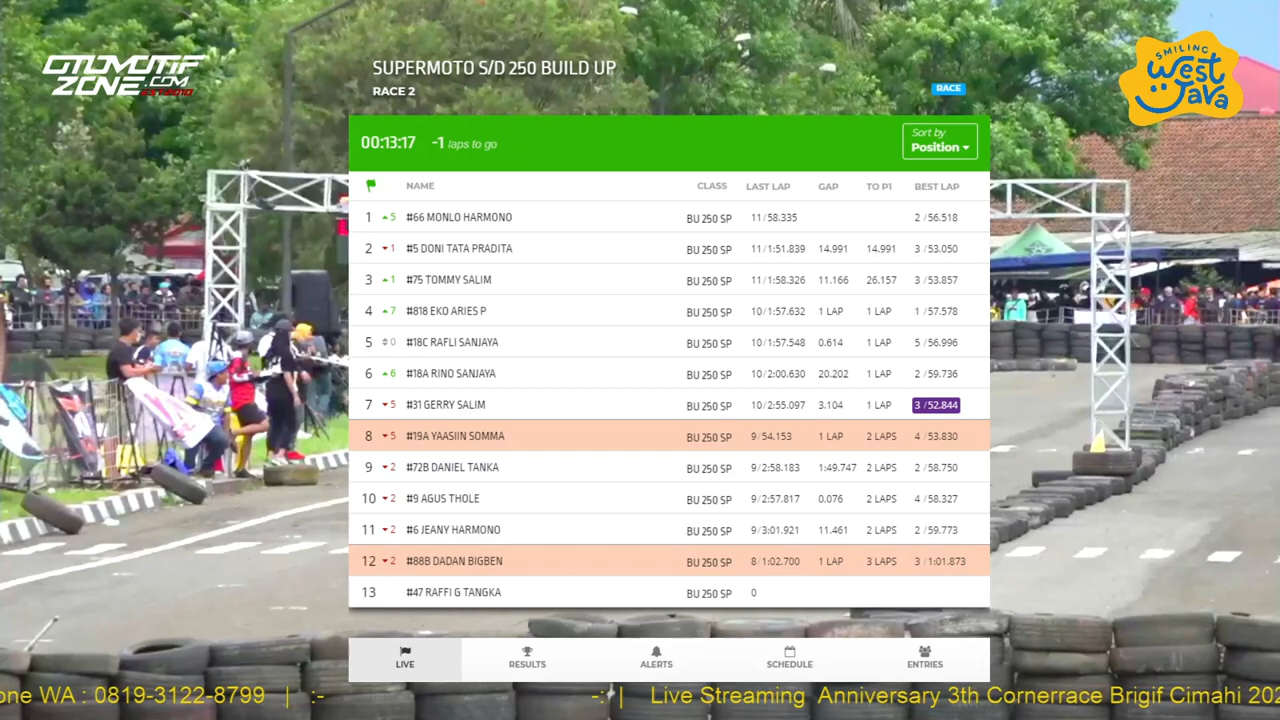 OTOMOTIF
ZONE.COM
SMILING
West
Java
SUPERMOTO S/D 250 BUILD UP
RACE 2
RACE
00:13:17 -1 laps to go
Sort by
Position
NAME CLASS LAST LAP GAP TO P1 BEST LAP
1 5 #66 MONLO HARMONO BU 250 SP 11/58.335 2/56.518
2 1 #5 DONI TATA PRADITA BU 250 SP 11/1:51.839 14.991 14.991 3/53.050
3 1 #75 TOMMY SALIM BU 250 SP 11/1:58.326 11.166 26.157 3/53.857
4 7 #818 EKO ARIES P BU 250 SP 10/1:57.632 1 LAP 1 LAP 1/57.578
5 0 #18C RAFLI SANJAYA BU 250 SP 10/1:57.548 0.614 1 LAP 5/56.996
6 6 #18A RINO SANJAYA BU 250 SP 10/2:00.630 20.202 1 LAP 2/59.736
7 5 #31 GERRY SALIM BU 250 SP 10/2:55.097 3.104 1 LAP 3/52.844
8 5 #19A YAASIIN SOMMA BU 250 SP 9/54.153 1 LAP 2 LAPS 4/53.830
9 2 #72B DANIEL TANKA BU 250 SP 9/2:58.183 1:49.747 2 LAPS 2/58.750
10 2 #9 AGUS THOLE BU 250 SP 9/2:57.817 0.076 2 LAPS 4/58.327
11 2 #6 JEANY HARMONO BU 250 SP 9/3:01.921 11.461 2 LAPS 2/59.773
12 2 #88B DADAN BIGBEN BU 250 SP 8/1:02.700 1 LAP 3 LAPS 3/1:01.873
13 #47 RAFFI G TANGKA BU 250 SP 0
LIVE RESULTS ALERTS SCHEDULE ENTRIES
one WA : 0819-3122-8799 | :- -: | Live Streaming Anniversary 3th Cornerrace Brigif Cimahi 202